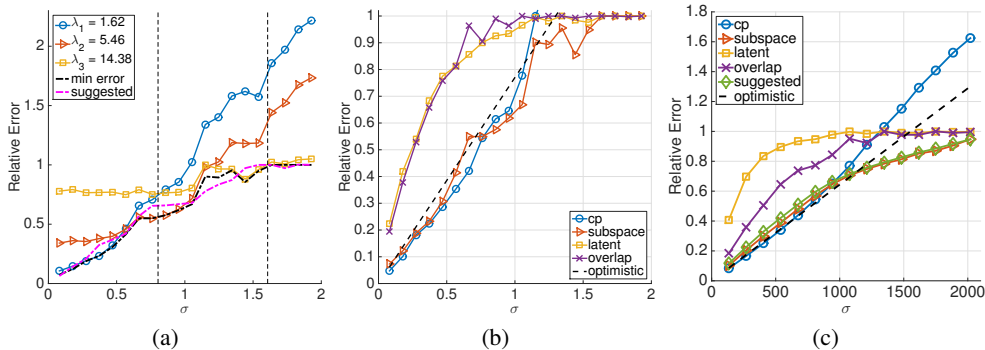 λ1 = 1.62
λ2 = 5.46
λ3 = 14.38
min error
suggested
Relative Error
2
1.5
1
0.5
0
0 0.5 1 1.5 2
σ
(a)
Relative Error
1
0.9
0.8
0.7
0.6
0.5
0.4
0.3
0.2
0.1
0
cp
subspace
latent
overlap
optimistic
0 0.5 1 1.5 2
σ
(b)
Relative Error
1.8
1.6
1.4
1.2
1
0.8
0.6
0.4
0.2
0
cp
subspace
latent
overlap
suggested
optimistic
0 500 1000 1500 2000
σ
(c)